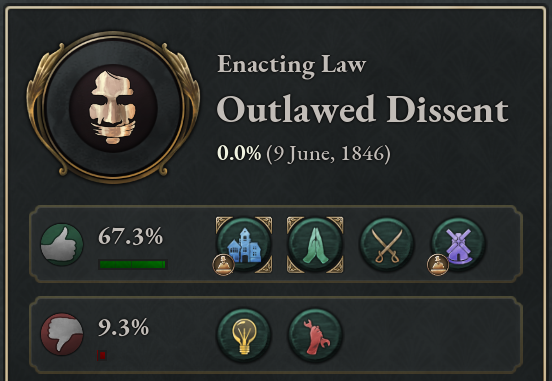 Enacting Law
Outlawed Dissent
0.0% (9 June, 1846)
67.3%
9.3%